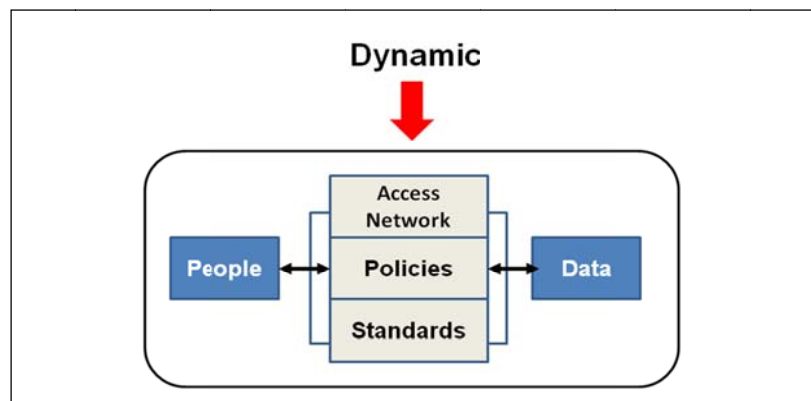 Dynamic
Access
Network
People
Policies
Data
Standards